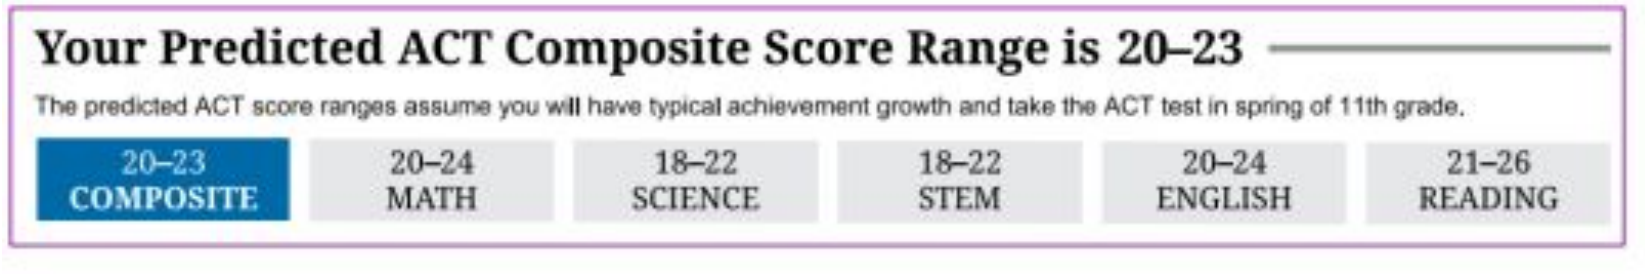 Your Predicted ACT Composite Score Range is 20–23
The predicted ACT score ranges assume you will have typical achievement growth and take the ACT test in spring of 11th grade.
20–23 20–24 18–22 18–22 20–24 21–26
COMPOSITE MATH SCIENCE STEM ENGLISH READING